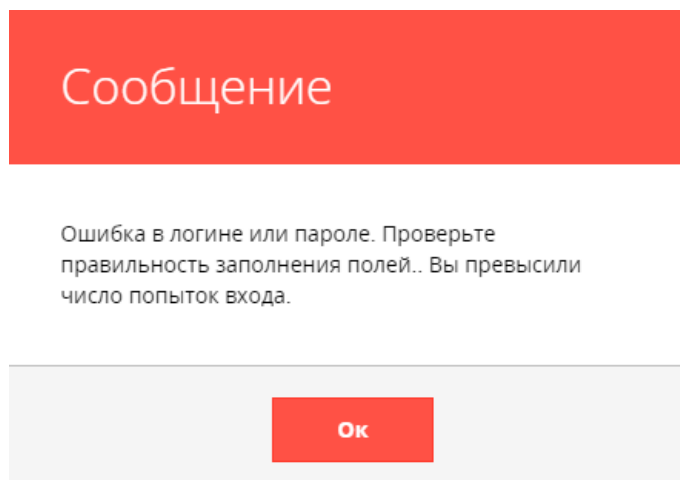 Сообщение
Ошибка в логине или пароле. Проверьте
правильность заполнения полей.. Вы превысили
число попыток входа.
Ок